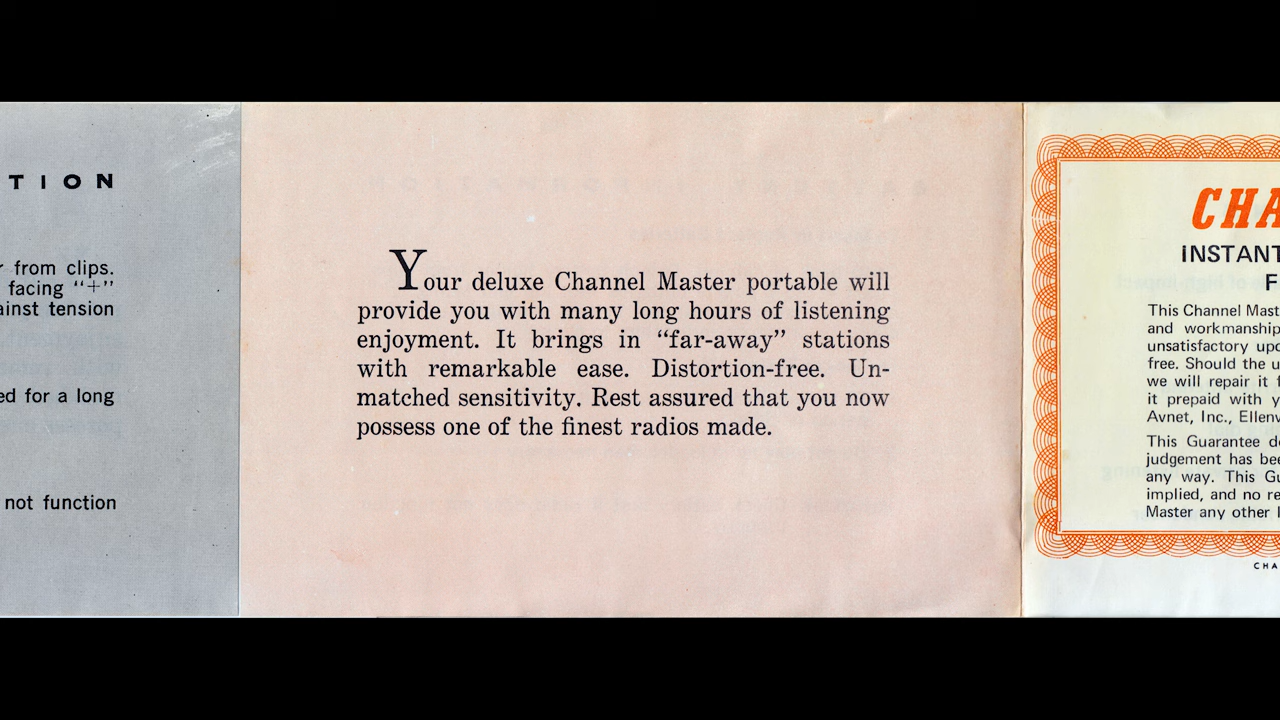 TION
from clips.
facing "+"
tension
ed for a long
not function
Your deluxe Channel Master portable will
provide you with many long hours of listening
enjoyment. It brings in “far-away” stations
with remarkable ease. Distortion-free. Un-
matched sensitivity. Rest assured that you now
possess one of the finest radios made.
CHA
INSTANT
F
This Channel Mast
and workmanship
unsatisfactory upo
free. Should the u
we will repair it f
it prepaid with y
Avnet, Inc., Ellenv
This Guarantee do
judgement has bee
any way. This Gu
implied, and no re
Master any other l
CHA